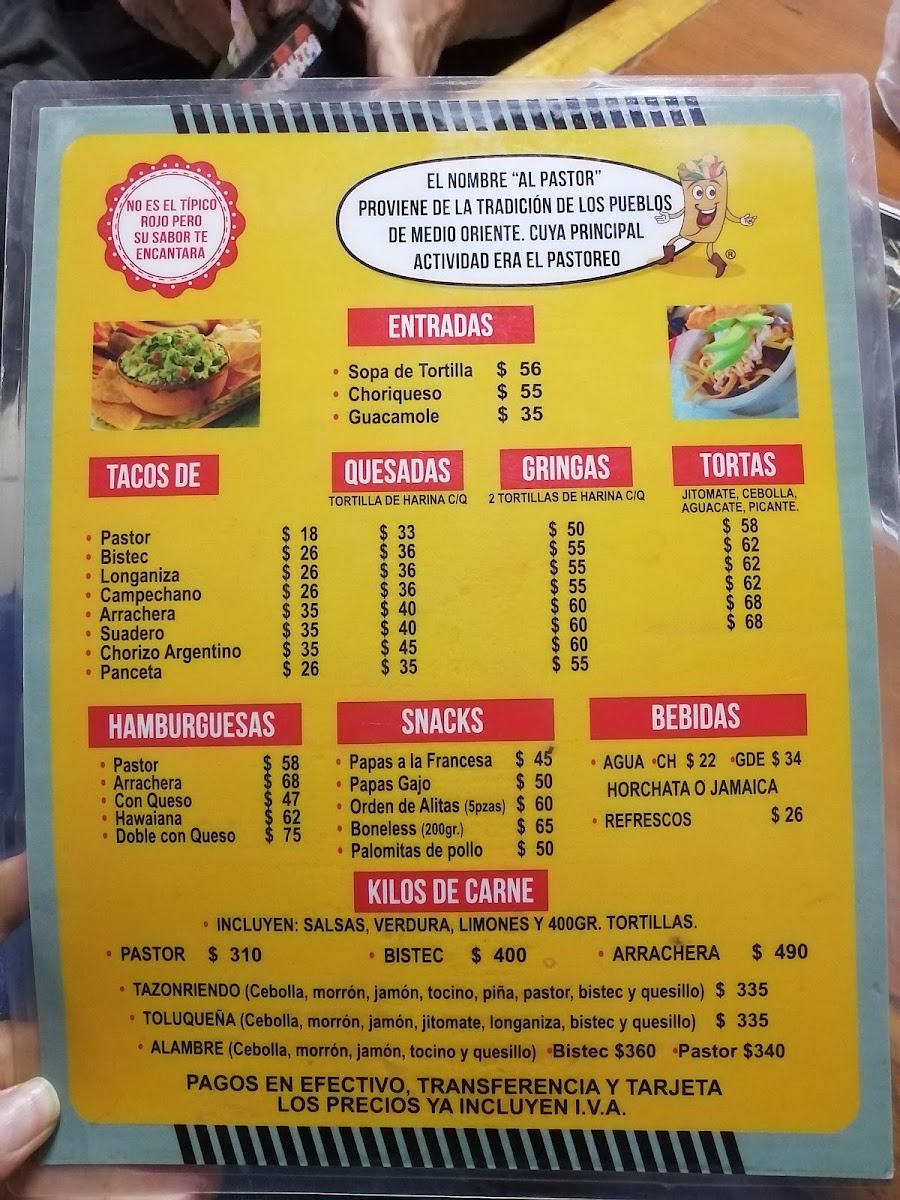 NO ES EL TÍPICO
ROJO PERO
SU SABOR TE
ENCANTARA
EL NOMBRE “AL PASTOR”
PROVIENE DE LA TRADICIÓN DE LOS PUEBLOS
DE MEDIO ORIENTE. CUYA PRINCIPAL
ACTIVIDAD ERA EL PASTOREO
®
ENTRADAS
• Sopa de Tortilla $ 56
• Choriqueso $ 55
• Guacamole $ 35
TACOS DE
QUESADAS
TORTILLA DE HARINA C/Q
GRINGAS
2 TORTILLAS DE HARINA C/Q
TORTAS
JITOMATE, CEBOLLA,
AGUACATE, PICANTE.
• Pastor $ 18 $ 33 $ 50 $ 58
• Bistec $ 26 $ 36 $ 55 $ 62
• Longaniza $ 26 $ 36 $ 55 $ 62
• Campechano $ 26 $ 36 $ 55 $ 62
• Arrachera $ 35 $ 40 $ 60 $ 68
• Suadero $ 35 $ 40 $ 60 $ 68
• Chorizo Argentino $ 35 $ 45 $ 60
• Panceta $ 26 $ 35 $ 55
HAMBURGUESAS
• Pastor $ 58
• Arrachera $ 68
• Con Queso $ 47
• Hawaiana $ 62
• Doble con Queso $ 75
SNACKS
• Papas a la Francesa $ 45
• Papas Gajo $ 50
• Orden de Alitas (5pzas) $ 60
• Boneless (200gr.) $ 65
• Palomitas de pollo $ 50
BEBIDAS
• AGUA •CH $ 22 •GDE $ 34
HORCHATA O JAMAICA
• REFRESCOS $ 26
KILOS DE CARNE
• INCLUYEN: SALSAS, VERDURA, LIMONES Y 400GR. TORTILLAS.
• PASTOR $ 310 • BISTEC $ 400 • ARRACHERA $ 490
• TAZONRIENDO (Cebolla, morrón, jamón, tocino, piña, pastor, bistec y quesillo) $ 335
• TOLUQUEÑA (Cebolla, morrón, jamón, jitomate, longaniza, bistec y quesillo) $ 335
• ALAMBRE (Cebolla, morrón, jamón, tocino y quesillo) •Bistec $360 •Pastor $340
PAGOS EN EFECTIVO, TRANSFERENCIA Y TARJETA
LOS PRECIOS YA INCLUYEN I.V.A.